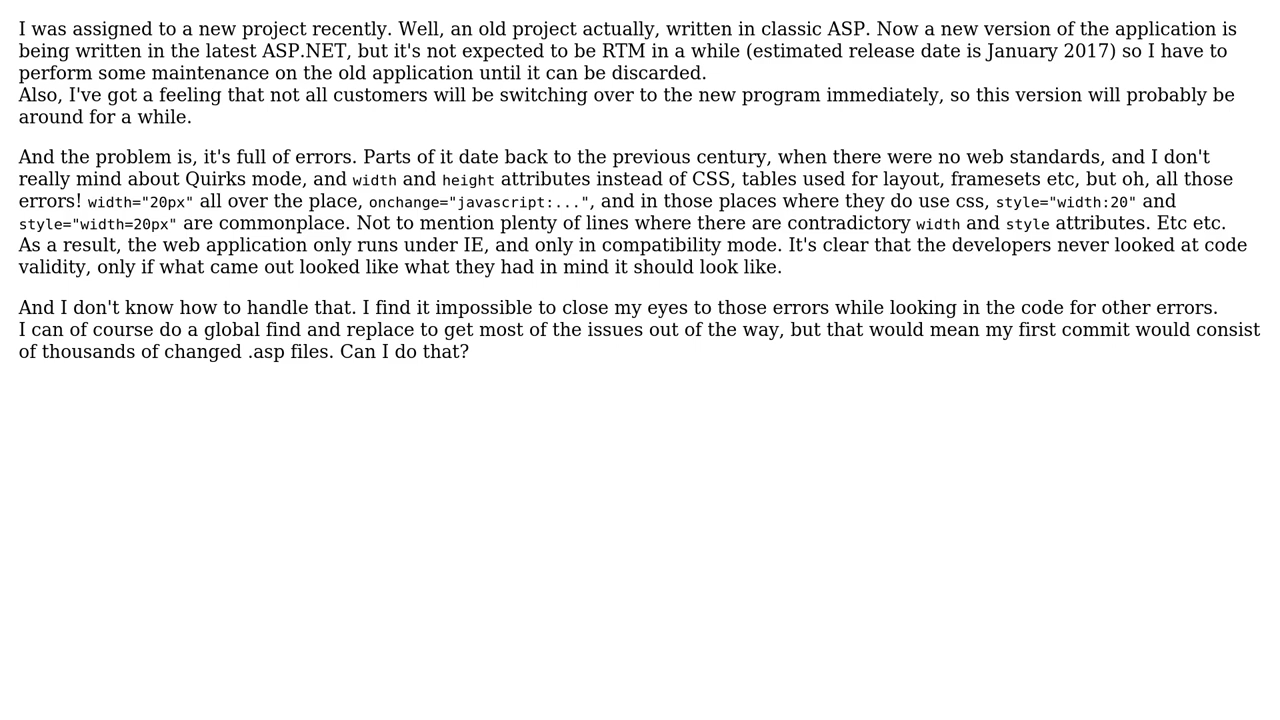 I was assigned to a new project recently. Well, an old project actually, written in classic ASP. Now a new version of the application is
being written in the latest ASP.NET, but it's not expected to be RTM in a while (estimated release date is January 2017) so I have to
perform some maintenance on the old application until it can be discarded.
Also, I've got a feeling that not all customers will be switching over to the new program immediately, so this version will probably be
around for a while.
And the problem is, it's full of errors. Parts of it date back to the previous century, when there were no web standards, and I don't
really mind about Quirks mode, and width and height attributes instead of CSS, tables used for layout, framesets etc, but oh, all those
errors! width="20px" all over the place, onchange="javascript:...", and in those places where they do use css, style="width:20" and
style="width=20px" are commonplace. Not to mention plenty of lines where there are contradictory width and style attributes. Etc etc.
As a result, the web application only runs under IE, and only in compatibility mode. It's clear that the developers never looked at code
validity, only if what came out looked like what they had in mind it should look like.
And I don't know how to handle that. I find it impossible to close my eyes to those errors while looking in the code for other errors.
I can of course do a global find and replace to get most of the issues out of the way, but that would mean my first commit would consist
of thousands of changed .asp files. Can I do that?